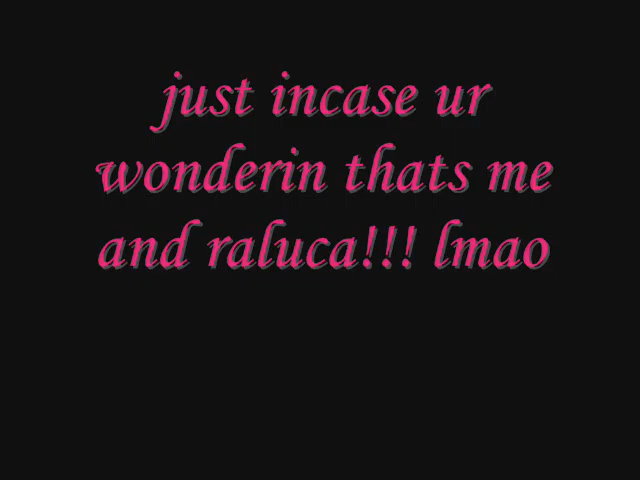 just incase ur
wonderin thats me
and raluca!!! lmao